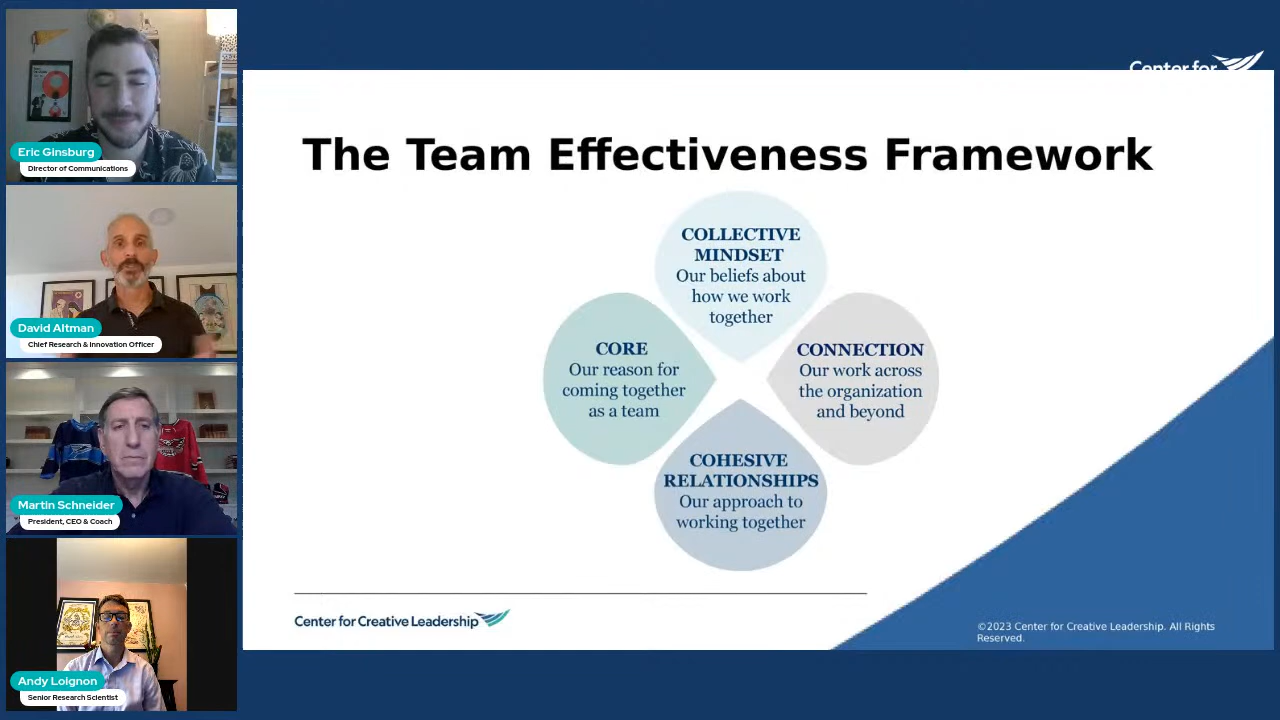 Eric Ginsburg
Director of Communications
David Altman
Chief Research & Innovation Officer
Martin Schneider
President, CEO & Coach
Andy Loignon
Senior Research Scientist
Center for
The Team Effectiveness Framework
COLLECTIVE
MINDSET
Our beliefs about
how we work
together
CORE
Our reason for
coming together
as a team
CONNECTION
Our work across
the organization
and beyond
COHESIVE
RELATIONSHIPS
Our approach to
working together
Center for Creative Leadership
©2023 Center for Creative Leadership. All Rights
Reserved.